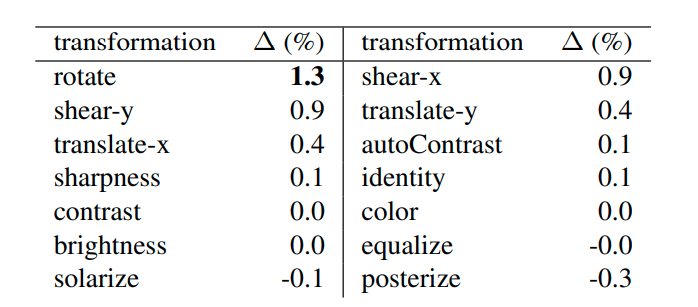 transformation Δ (%) transformation Δ (%)
rotate 1.3 shear-x 0.9
shear-y 0.9 translate-y 0.4
translate-x 0.4 autoContrast 0.1
sharpness 0.1 identity 0.1
contrast 0.0 color 0.0
brightness 0.0 equalize -0.0
solarize -0.1 posterize -0.3